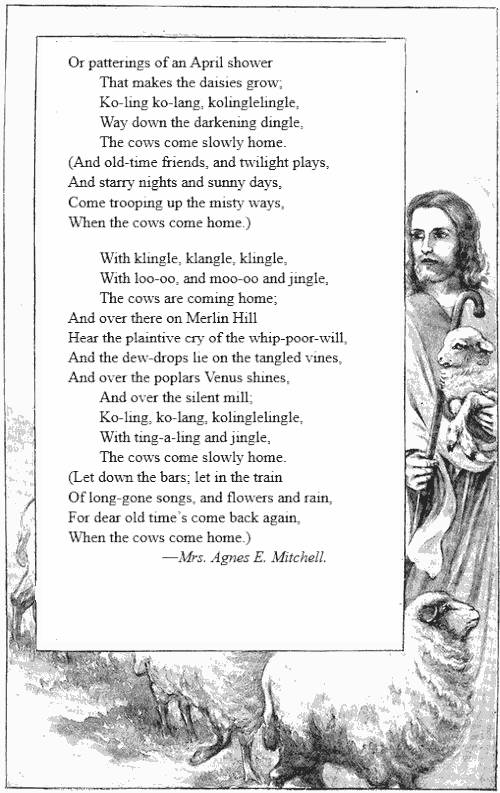 Or patterings of an April shower
That makes the daisies grow;
Ko-ling ko-lang, kolinglelingle,
Way down the darkening dingle,
The cows come slowly home.
(And old-time friends, and twilight plays,
And starry nights and sunny days,
Come trooping up the misty ways,
When the cows come home.)
With klingle, klangle, klingle,
With loo-oo, and moo-oo and jingle,
The cows are coming home;
And over there on Merlin Hill
Hear the plaintive cry of the whip-poor-will,
And the dew-drops lie on the tangled vines,
And over the poplars Venus shines,
And over the silent mill;
Ko-ling, ko-lang, kolinglelingle,
With ting-a-ling and jingle,
The cows come slowly home.
(Let down the bars; let in the train
Of long-gone songs, and flowers and rain,
For dear old time's come back again,
When the cows come home.)
—Mrs. Agnes E. Mitchell.